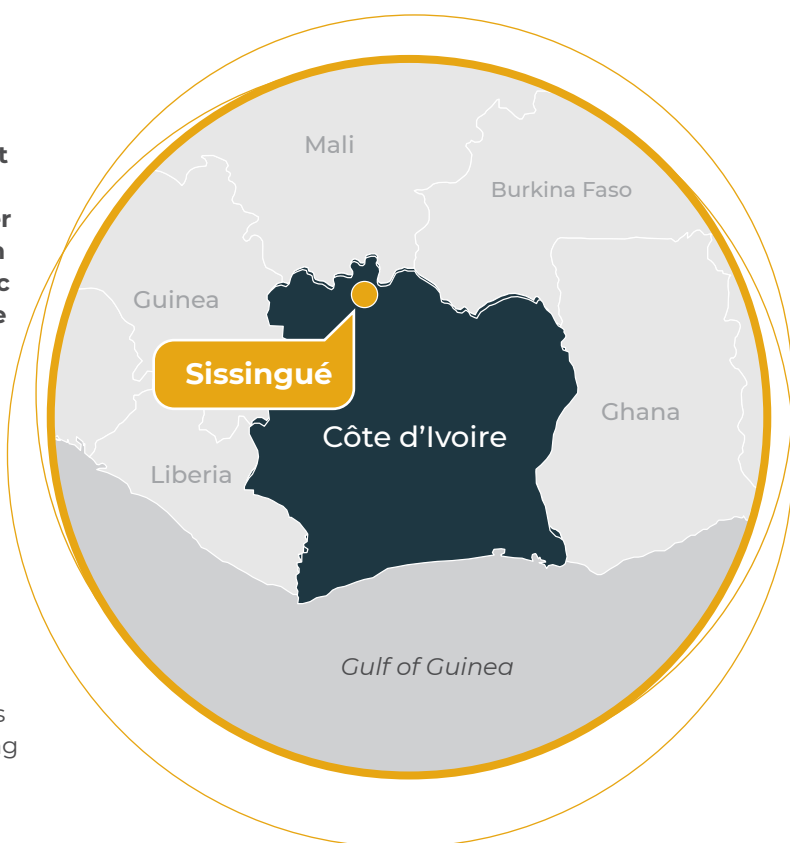 Mali
Burkina Faso
Guinea
Sissingué
Ghana
Côte d’Ivoire
Liberia
Gulf of Guinea